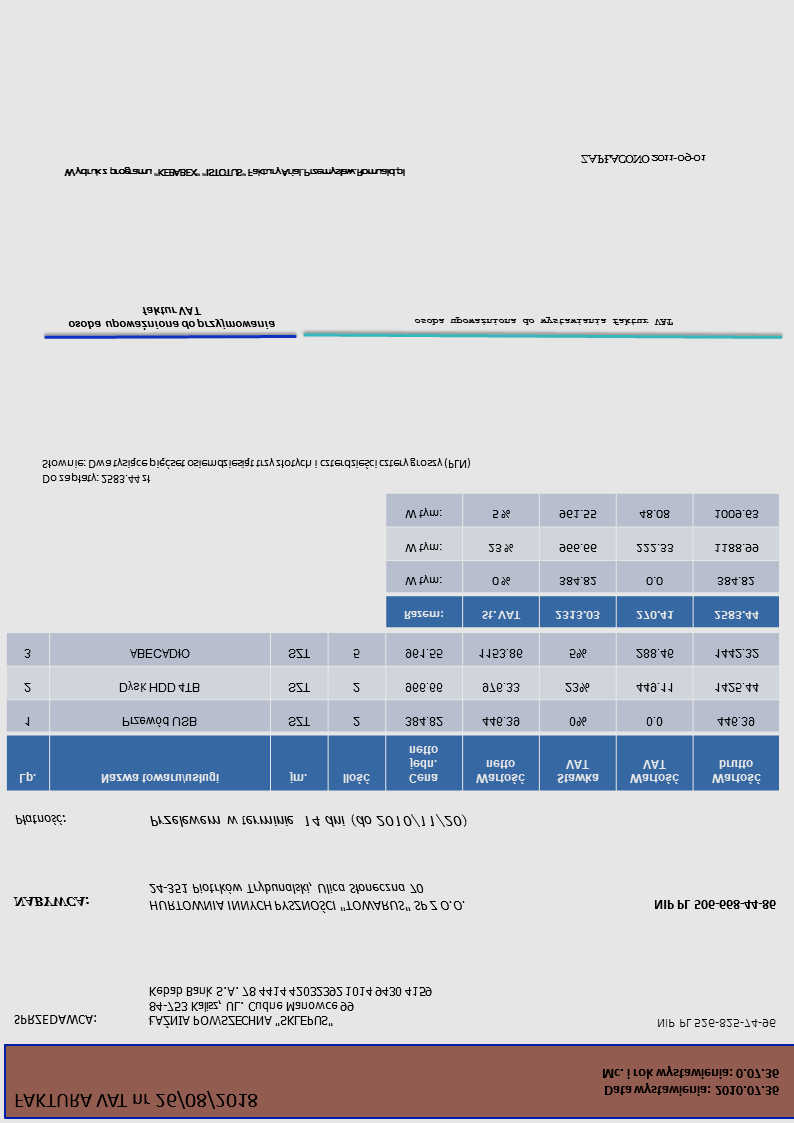 FAKTURA VAT nr 26/08/2018
Data wystawienia: 2010.07.36
Mc. i rok wystawienia: 0.07.36
SPRZEDAWCA:
ŁAŹNIA POWSZECHNA "SKLEPUS"
84-753 Kalisz, UL. Cudne Manowce 99
Kebab Bank S.A. 78 4414 42032392 1014 9430 4159
NIP PL 526-825-74-96
NABYWCA:
HURTOWNIA INNYCH PYSZNOŚCI "TOWARUS" SP Z O.O.
24-351 Piotrków Trybunalski, Ulica Słoneczna 70
NIP PL 506-668-44-86
Płatność: Przelewem w terminie 14 dni (do 2010/11/20)
Lp. Nazwa towaru/usługi jm. Ilość Cena Wartość Stawka Wartość Wartość
jedn. netto VAT VAT brutto
netto
1 Przewód USB SZT 2 384.82 446.39 0% 0.0 446.39
2 Dysk HDD 4TB SZT 2 966.66 976.33 23% 449.11 1425.44
3 ABECADŁO SZT 5 961.55 1153.86 5% 288.46 1442.32
Razem: St. VAT 2313.03 270.41 2583.44
W tym: 0 % 384.82 0.0 384.82
W tym: 23 % 966.66 222.33 1188.99
W tym: 5 % 961.55 48.08 1009.63
Do zapłaty: 2583.44 zł
Słownie: Dwa tysiące pięćset osiemdziesiąt trzy złotych i czterdzieści cztery groszy (PLN)
osoba upoważniona do przyjmowania
faktur VAT
osoba upoważniona do wystawiania faktur VAT
Wydruk z programu "KEBABEX" "ISTOTUS" Faktury Arial.Przemyslaw.Romuald.pl
ZAPŁACONO 2011-09-01